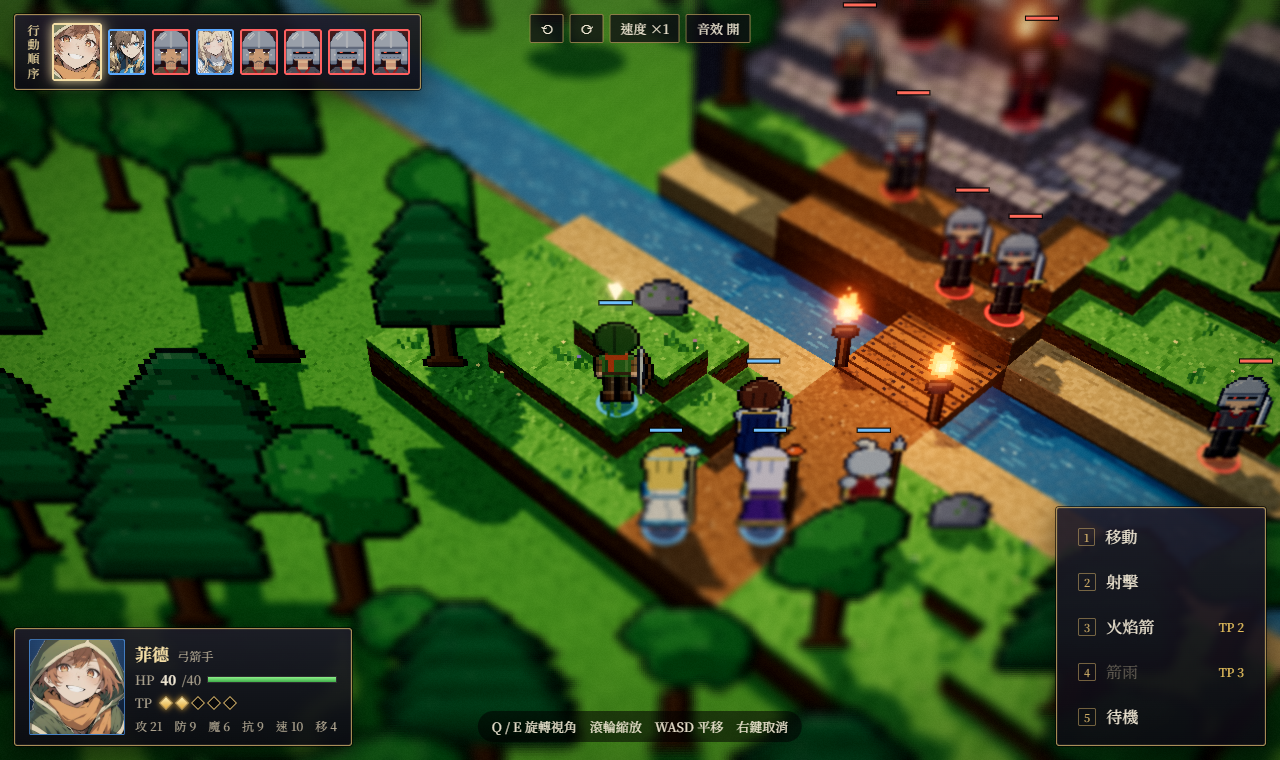 行動順序
速度 ×1
音效 開
菲德 弓箭手
HP 40 /40
TP
攻 21 防 9 魔 6 抗 9 速 10 移 4
Q / E 旋轉視角 滾輪縮放 WASD 平移 右鍵取消
1 移動
2 射擊
3 火焰箭 TP 2
4 箭雨 TP 3
5 待機